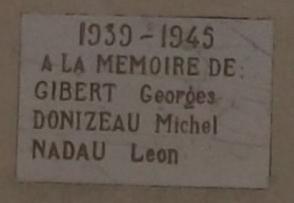 1939-1945
A LA MEMOIRE DE:
GIBERT Georges
DONIZEAU Michel
NADAU Leon